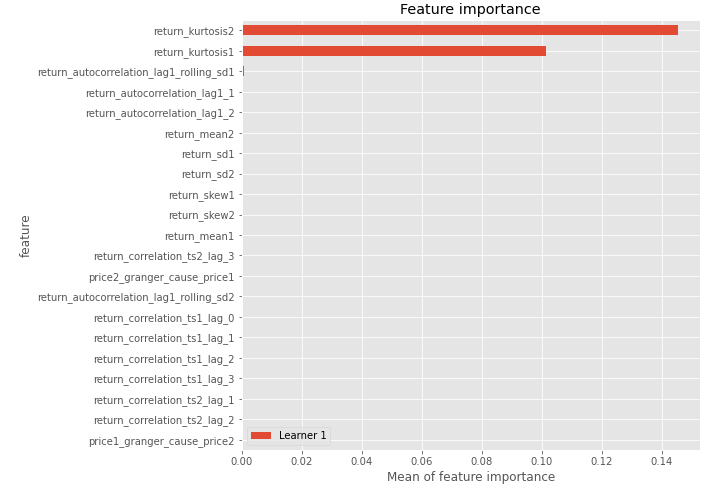 Feature importance
return_kurtosis2
return_kurtosis1
return_autocorrelation_lag1_rolling_sd1
return_autocorrelation_lag1_1
return_autocorrelation_lag1_2
return_mean2
return_sd1
return_sd2
return_skew1
return_skew2
return_mean1
return_correlation_ts2_lag_3
price2_granger_cause_price1
return_autocorrelation_lag1_rolling_sd2
return_correlation_ts1_lag_0
return_correlation_ts1_lag_1
return_correlation_ts1_lag_2
return_correlation_ts1_lag_3
return_correlation_ts2_lag_1
return_correlation_ts2_lag_2
price1_granger_cause_price2
feature
Learner 1
0.00 0.02 0.04 0.06 0.08 0.10 0.12 0.14
Mean of feature importance